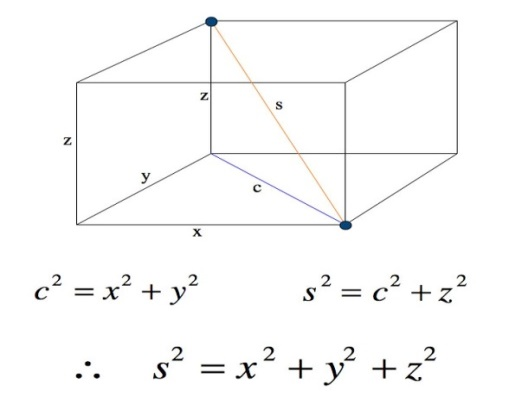 z
s
z
y
c
x
c² = x² + y²
s² = c² + z²
∴ s² = x² + y² + z²